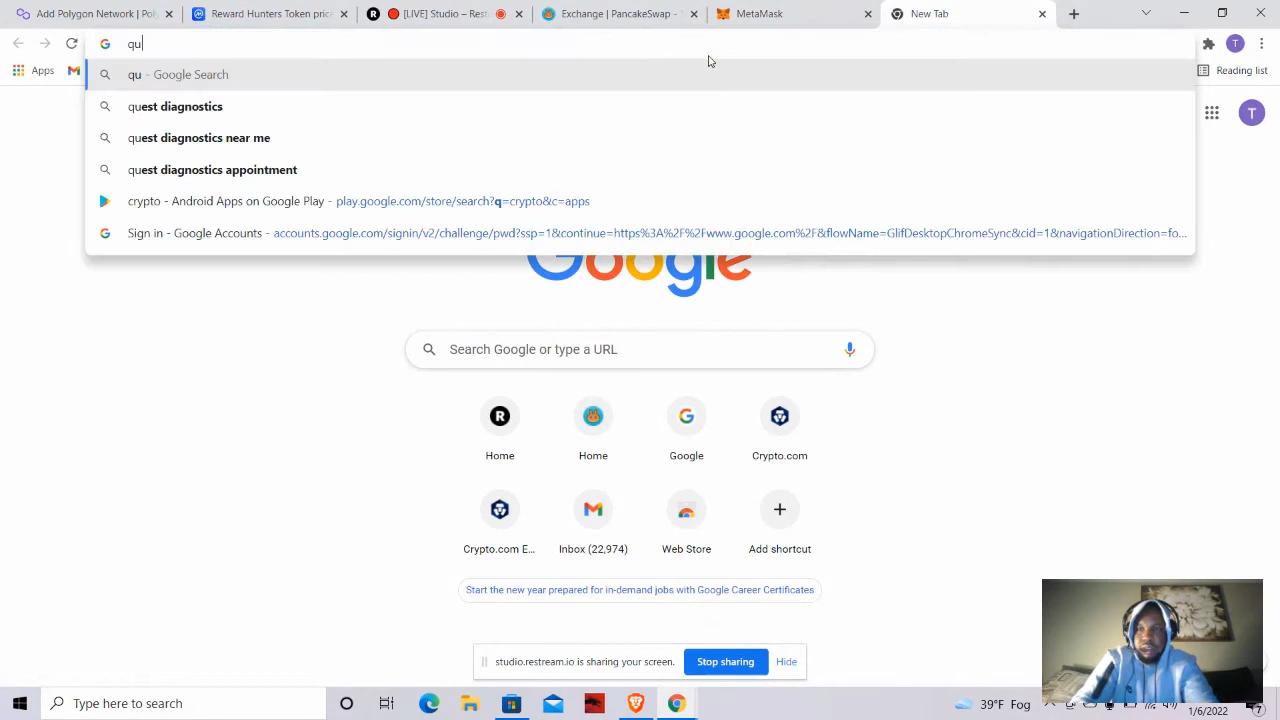 Add Polygon Network |
Reward Hunters Token price
[LIVE] Studio – Restr
Exchange | PancakeSwap -
MetaMask
New Tab
qu
T
Apps
Reading list
qu - Google Search
quest diagnostics
quest diagnostics near me
T
quest diagnostics appointment
crypto - Android Apps on Google Play - play.google.com/store/search?q=crypto&c=apps
Sign in - Google Accounts - accounts.google.com/signin/v2/challenge/pwd?ssp=1&continue=https%3A%2F%2Fwww.google.com%2F&flowName=GlifDesktopChromeSync&cid=1&navigationDirection=fo...
Google
Search Google or type a URL
R
Home
Home
Google
Crypto.com
Crypto.com E...
Inbox (22,974)
Web Store
Add shortcut
Start the new year prepared for in-demand jobs with Google Career Certificates
studio.restream.io is sharing your screen.
Stop sharing
Hide
Type here to search
39°F Fog
1/6/2022